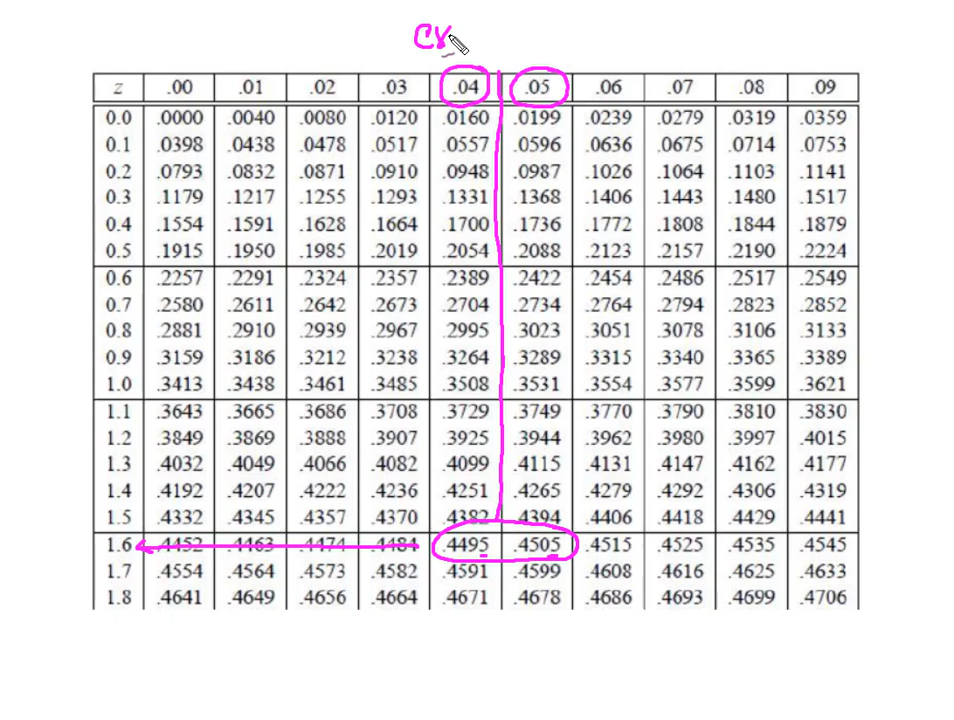 CV
z .00 .01 .02 .03 .04 .05 .06 .07 .08 .09
0.0 .0000 .0040 .0080 .0120 .0160 .0199 .0239 .0279 .0319 .0359
0.1 .0398 .0438 .0478 .0517 .0557 .0596 .0636 .0675 .0714 .0753
0.2 .0793 .0832 .0871 .0910 .0948 .0987 .1026 .1064 .1103 .1141
0.3 .1179 .1217 .1255 .1293 .1331 .1368 .1406 .1443 .1480 .1517
0.4 .1554 .1591 .1628 .1664 .1700 .1736 .1772 .1808 .1844 .1879
0.5 .1915 .1950 .1985 .2019 .2054 .2088 .2123 .2157 .2190 .2224
0.6 .2257 .2291 .2324 .2357 .2389 .2422 .2454 .2486 .2517 .2549
0.7 .2580 .2611 .2642 .2673 .2704 .2734 .2764 .2794 .2823 .2852
0.8 .2881 .2910 .2939 .2967 .2995 .3023 .3051 .3078 .3106 .3133
0.9 .3159 .3186 .3212 .3238 .3264 .3289 .3315 .3340 .3365 .3389
1.0 .3413 .3438 .3461 .3485 .3508 .3531 .3554 .3577 .3599 .3621
1.1 .3643 .3665 .3686 .3708 .3729 .3749 .3770 .3790 .3810 .3830
1.2 .3849 .3869 .3888 .3907 .3925 .3944 .3962 .3980 .3997 .4015
1.3 .4032 .4049 .4066 .4082 .4099 .4115 .4131 .4147 .4162 .4177
1.4 .4192 .4207 .4222 .4236 .4251 .4265 .4279 .4292 .4306 .4319
1.5 .4332 .4345 .4357 .4370 .4382 .4394 .4406 .4418 .4429 .4441
1.6 .4452 .4463 .4474 .4484 .4495 .4505 .4515 .4525 .4535 .4545
1.7 .4554 .4564 .4573 .4582 .4591 .4599 .4608 .4616 .4625 .4633
1.8 .4641 .4649 .4656 .4664 .4671 .4678 .4686 .4693 .4699 .4706